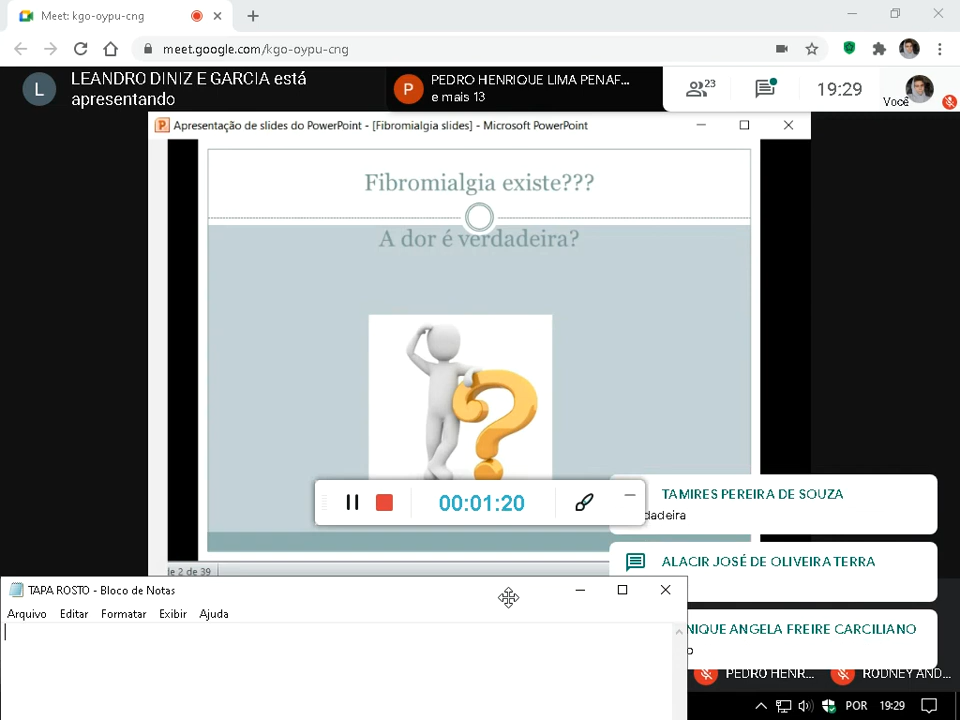 Meet: kgo-oypu-cng
meet.google.com/kgo-oypu-cng
L
LEANDRO DINIZ E GARCIA está
apresentando
P
PEDRO HENRIQUE LIMA PENAF...
e mais 13
23
19:29
Você
Apresentação de slides do PowerPoint - [Fibromialgia slides] - Microsoft PowerPoint
Fibromialgia existe???
A dor é verdadeira?
00:01:20
TAMIRES PEREIRA DE SOUZA
dadeira
ALACIR JOSÉ DE OLIVEIRA TERRA
NIQUE ANGELA FREIRE CARCILIANO
o
de 2 de 39
TAPA ROSTO - Bloco de Notas
Arquivo Editar Formatar Exibir Ajuda
PEDRO HENR... RODNEY AND...
POR 19:29